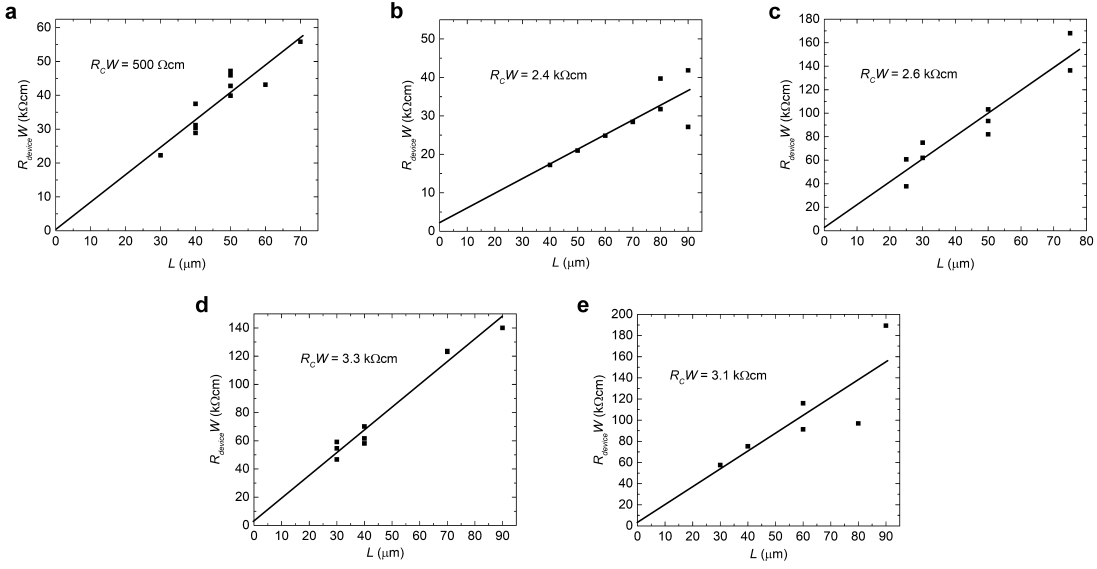 a
60
50
40
30
20
10
0
R_device W (kΩcm)
R_C W = 500 Ωcm
0 10 20 30 40 50 60 70
L (μm)
b
50
40
30
20
10
0
R_device W (kΩcm)
R_C W = 2.4 kΩcm
0 10 20 30 40 50 60 70 80 90
L (μm)
c
180
160
140
120
100
80
60
40
20
0
R_device W (kΩcm)
R_C W = 2.6 kΩcm
0 10 20 30 40 50 60 70 80
L (μm)
d
140
120
100
80
60
40
20
0
R_device W (kΩcm)
R_C W = 3.3 kΩcm
0 10 20 30 40 50 60 70 80 90
L (μm)
e
200
180
160
140
120
100
80
60
40
20
0
R_device W (kΩcm)
R_C W = 3.1 kΩcm
0 10 20 30 40 50 60 70 80 90
L (μm)